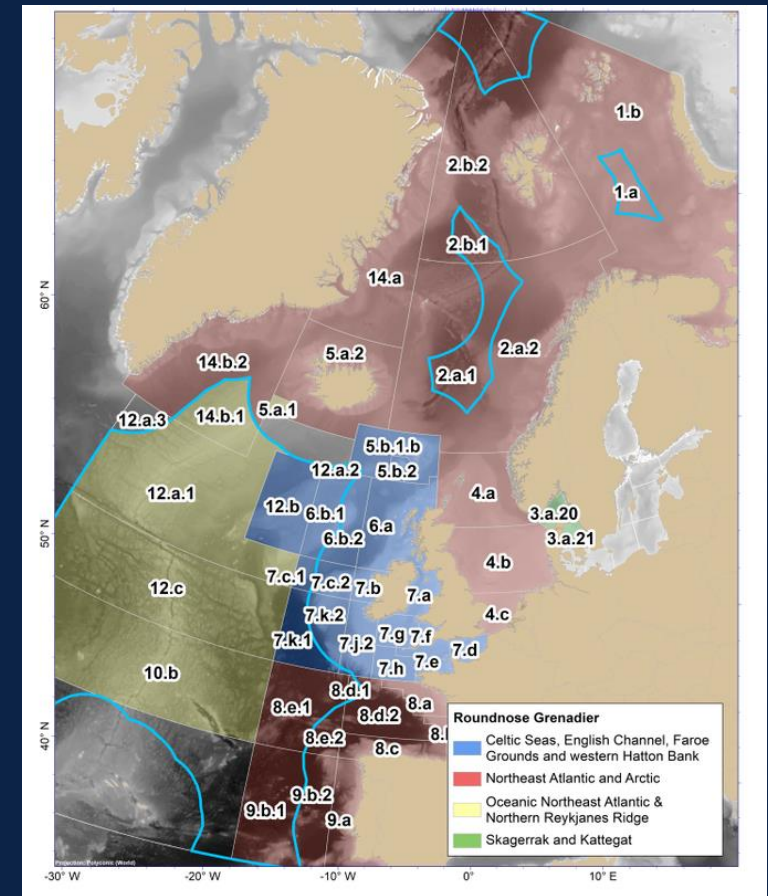 1.b
2.b.2
1.a
2.b.1
14.a
60° N
5.a.2
2.a.2
14.b.2
2.a.1
12.a.3
14.b.1
5.a.1
5.b.1.b
12.a.2
5.b.2
12.a.1
4.a
12.b
6.b.1
6.a
3.a.20
50° N
6.b.2
3.a.21
4.b
7.c.1
7.c.2
7.b
12.c
7.a
7.k.2
4.c
7.k.1
7.j.2
7.g
7.f
7.d
7.h
7.e
10.b
8.d.1
8.a
8.e.1
8.d.2
40° N
8.e.2
8.c
9.b.2
9.b.1
9.a
Roundnose Grenadier
Celtic Seas, English Channel, Faroe
Grounds and western Hatton Bank
Northeast Atlantic and Arctic
Oceanic Northeast Atlantic &
Northern Reykjanes Ridge
Skagerrak and Kattegat
Projection: Polyconic (World)
-30° W
-20° W
-10° W
0°
10° E